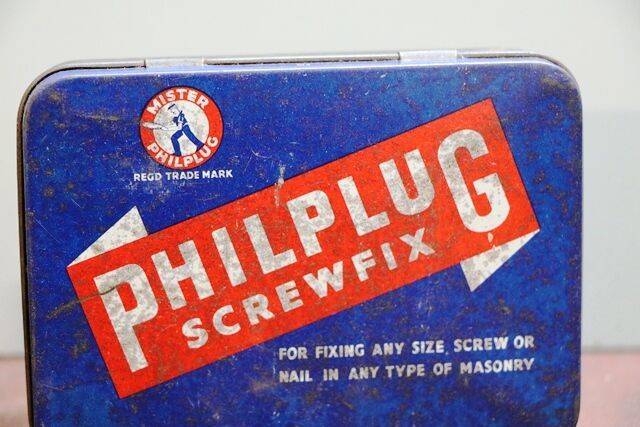 MISTER
PHILPLUG
REGD TRADE MARK
PHILPLUG
SCREWFIX
FOR FIXING ANY SIZE SCREW OR
NAIL IN ANY TYPE OF MASONRY